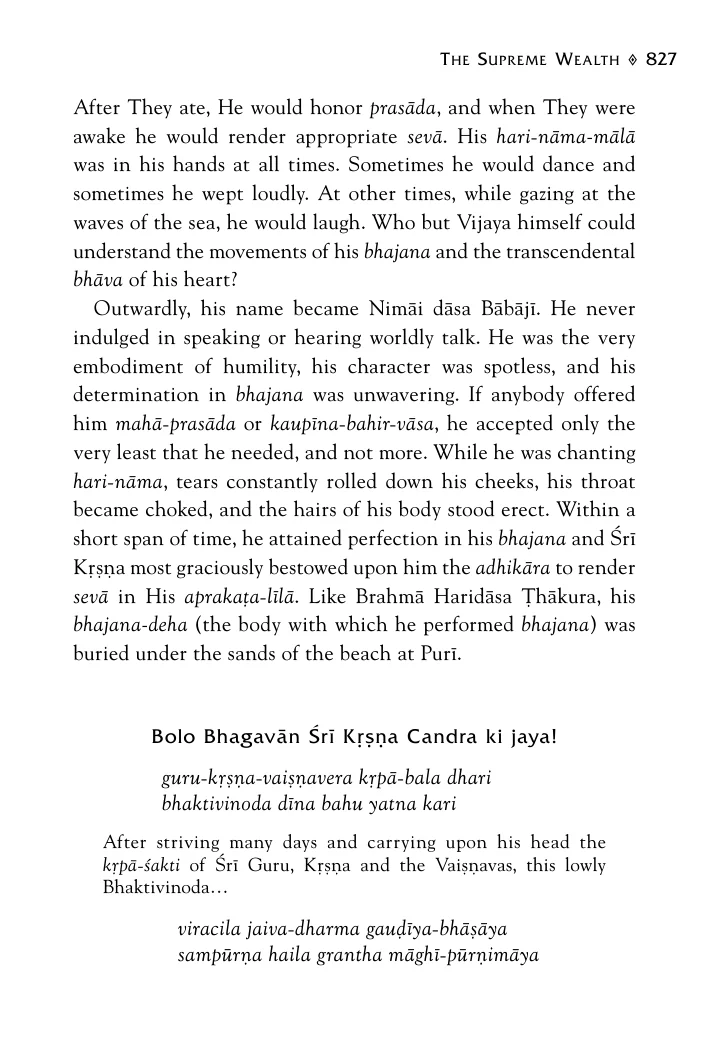 The Supreme Wealth ◊ 827
After They ate, He would honor prasāda, and when They were
awake he would render appropriate sevā. His hari-nāma-mālā
was in his hands at all times. Sometimes he would dance and
sometimes he wept loudly. At other times, while gazing at the
waves of the sea, he would laugh. Who but Vijaya himself could
understand the movements of his bhajana and the transcendental
bhāva of his heart?
Outwardly, his name became Nimāi dāsa Bābājī. He never
indulged in speaking or hearing worldly talk. He was the very
embodiment of humility, his character was spotless, and his
determination in bhajana was unwavering. If anybody offered
him mahā-prasāda or kaupīna-bahir-vāsa, he accepted only the
very least that he needed, and not more. While he was chanting
hari-nāma, tears constantly rolled down his cheeks, his throat
became choked, and the hairs of his body stood erect. Within a
short span of time, he attained perfection in his bhajana and Śrī
Kṛṣṇa most graciously bestowed upon him the adhikāra to render
sevā in His aprakaṭa-līlā. Like Brahmā Haridāsa Ṭhākura, his
bhajana-deha (the body with which he performed bhajana) was
buried under the sands of the beach at Purī.
Bolo Bhagavān Śrī Kṛṣṇa Candra ki jaya!
guru-kṛṣṇa-vaiṣṇavera kṛpā-bala dhari
bhaktivinoda dīna bahu yatna kari
After striving many days and carrying upon his head the
kṛpā-śakti of Śrī Guru, Kṛṣṇa and the Vaiṣṇavas, this lowly
Bhaktivinoda…
viracila jaiva-dharma gauḍīya-bhāṣāya
sampūrṇa haila grantha māghī-pūrṇimāya